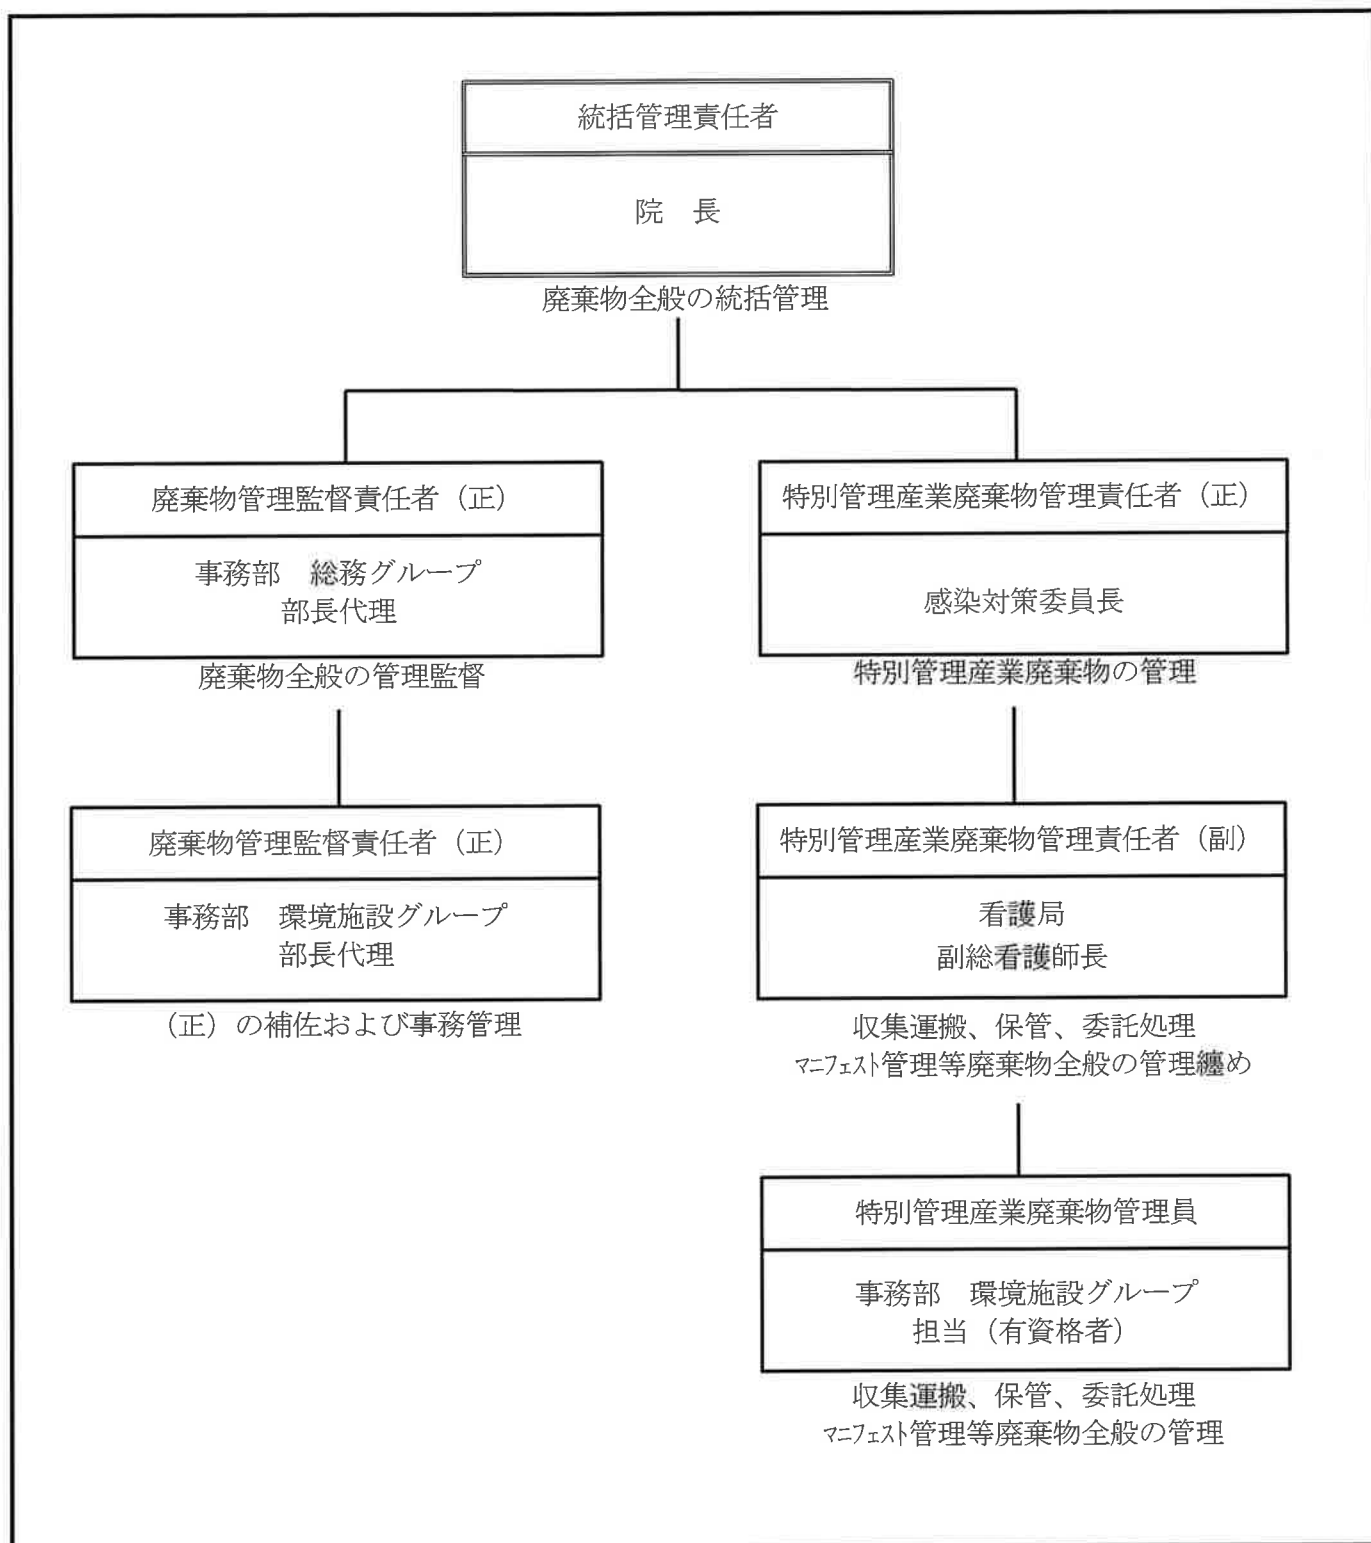 統括管理責任者
院　長
廃棄物全般の統括管理
廃棄物管理監督責任者（正）
事務部　総務グループ
部長代理
廃棄物全般の管理監督
廃棄物管理監督責任者（正）
事務部　環境施設グループ
部長代理
（正）の補佐および事務管理
特別管理産業廃棄物管理責任者（正）
感染対策委員長
特別管理産業廃棄物の管理
特別管理産業廃棄物管理責任者（副）
看護局
副総看護師長
収集運搬、保管、委託処理
ﾏﾆﾌｪｽﾄ管理等廃棄物全般の管理纏め
特別管理産業廃棄物管理員
事務部　環境施設グループ
担当（有資格者）
収集運搬、保管、委託処理
ﾏﾆﾌｪｽﾄ管理等廃棄物全般の管理